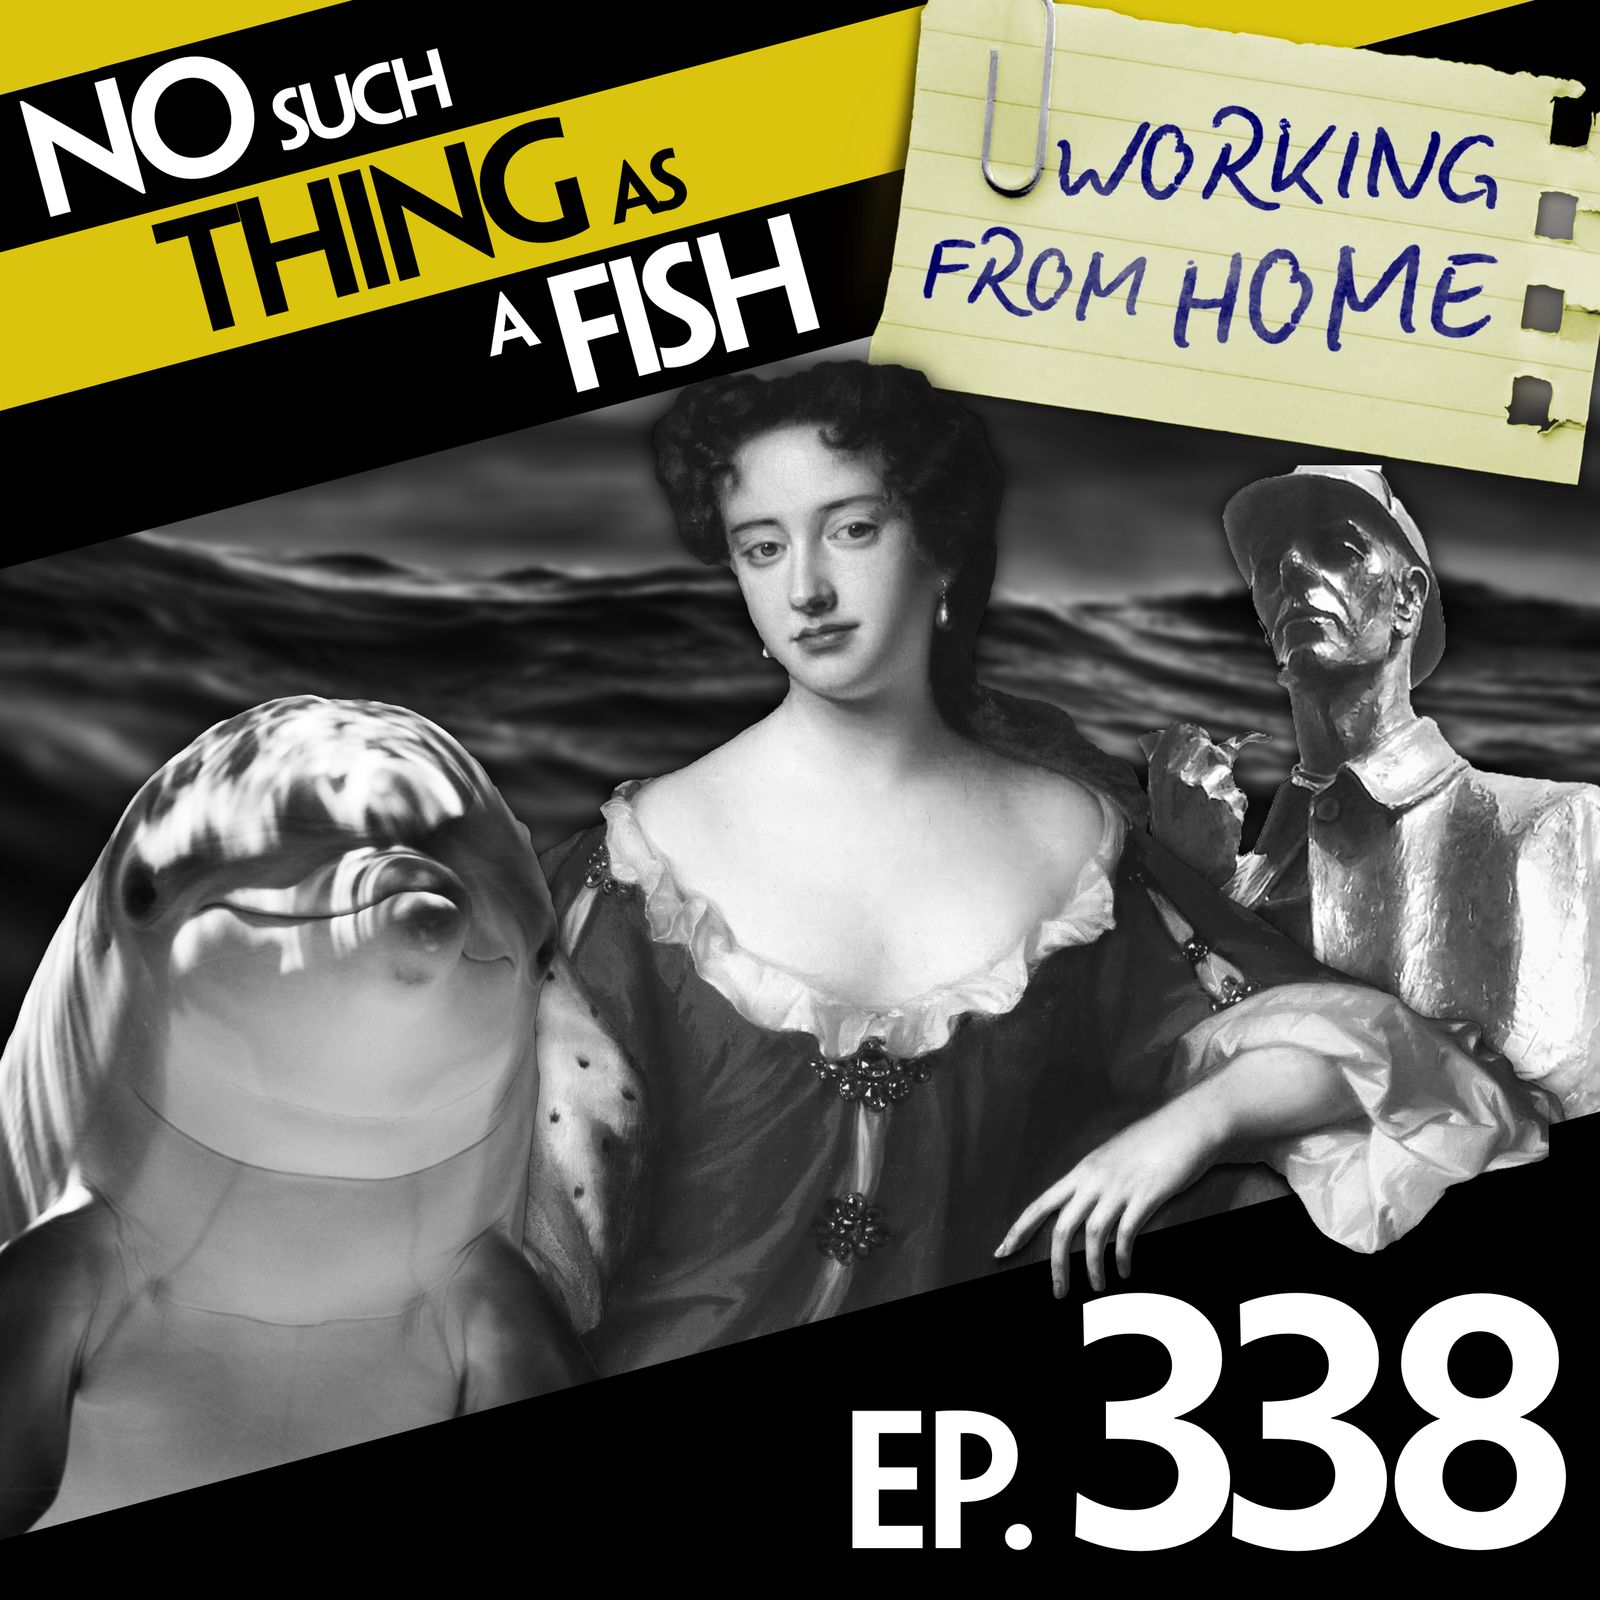 NO SUCH
THING AS
A FISH
WORKING
FROM HOME
EP. 338